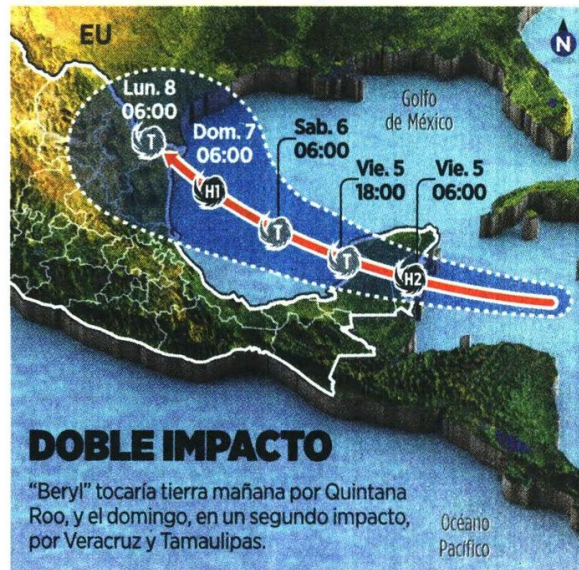 EU
N
Lun. 8
06:00
Golfo
de México
Dom. 7
06:00
Sab. 6
06:00
Vie. 5
18:00
Vie. 5
06:00
T
H1
T
T
H2
DOBLE IMPACTO
“Beryl” tocaría tierra mañana por Quintana
Roo, y el domingo, en un segundo impacto,
por Veracruz y Tamaulipas.
Océano
Pacífico